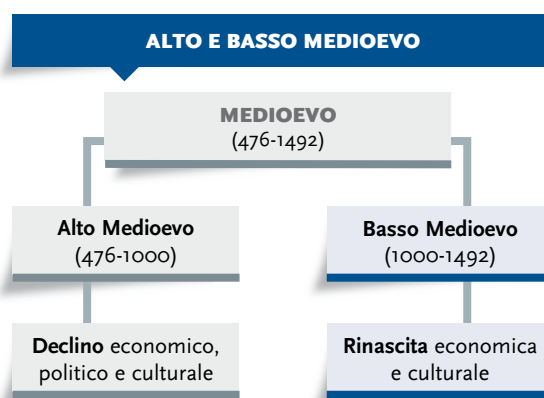 ALTO E BASSO MEDIOEVO
MEDIOEVO
(476-1492)
Alto Medioevo
(476-1000)
Declino economico,
politico e culturale
Basso Medioevo
(1000-1492)
Rinascita economica
e culturale